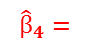 β̂₄ =